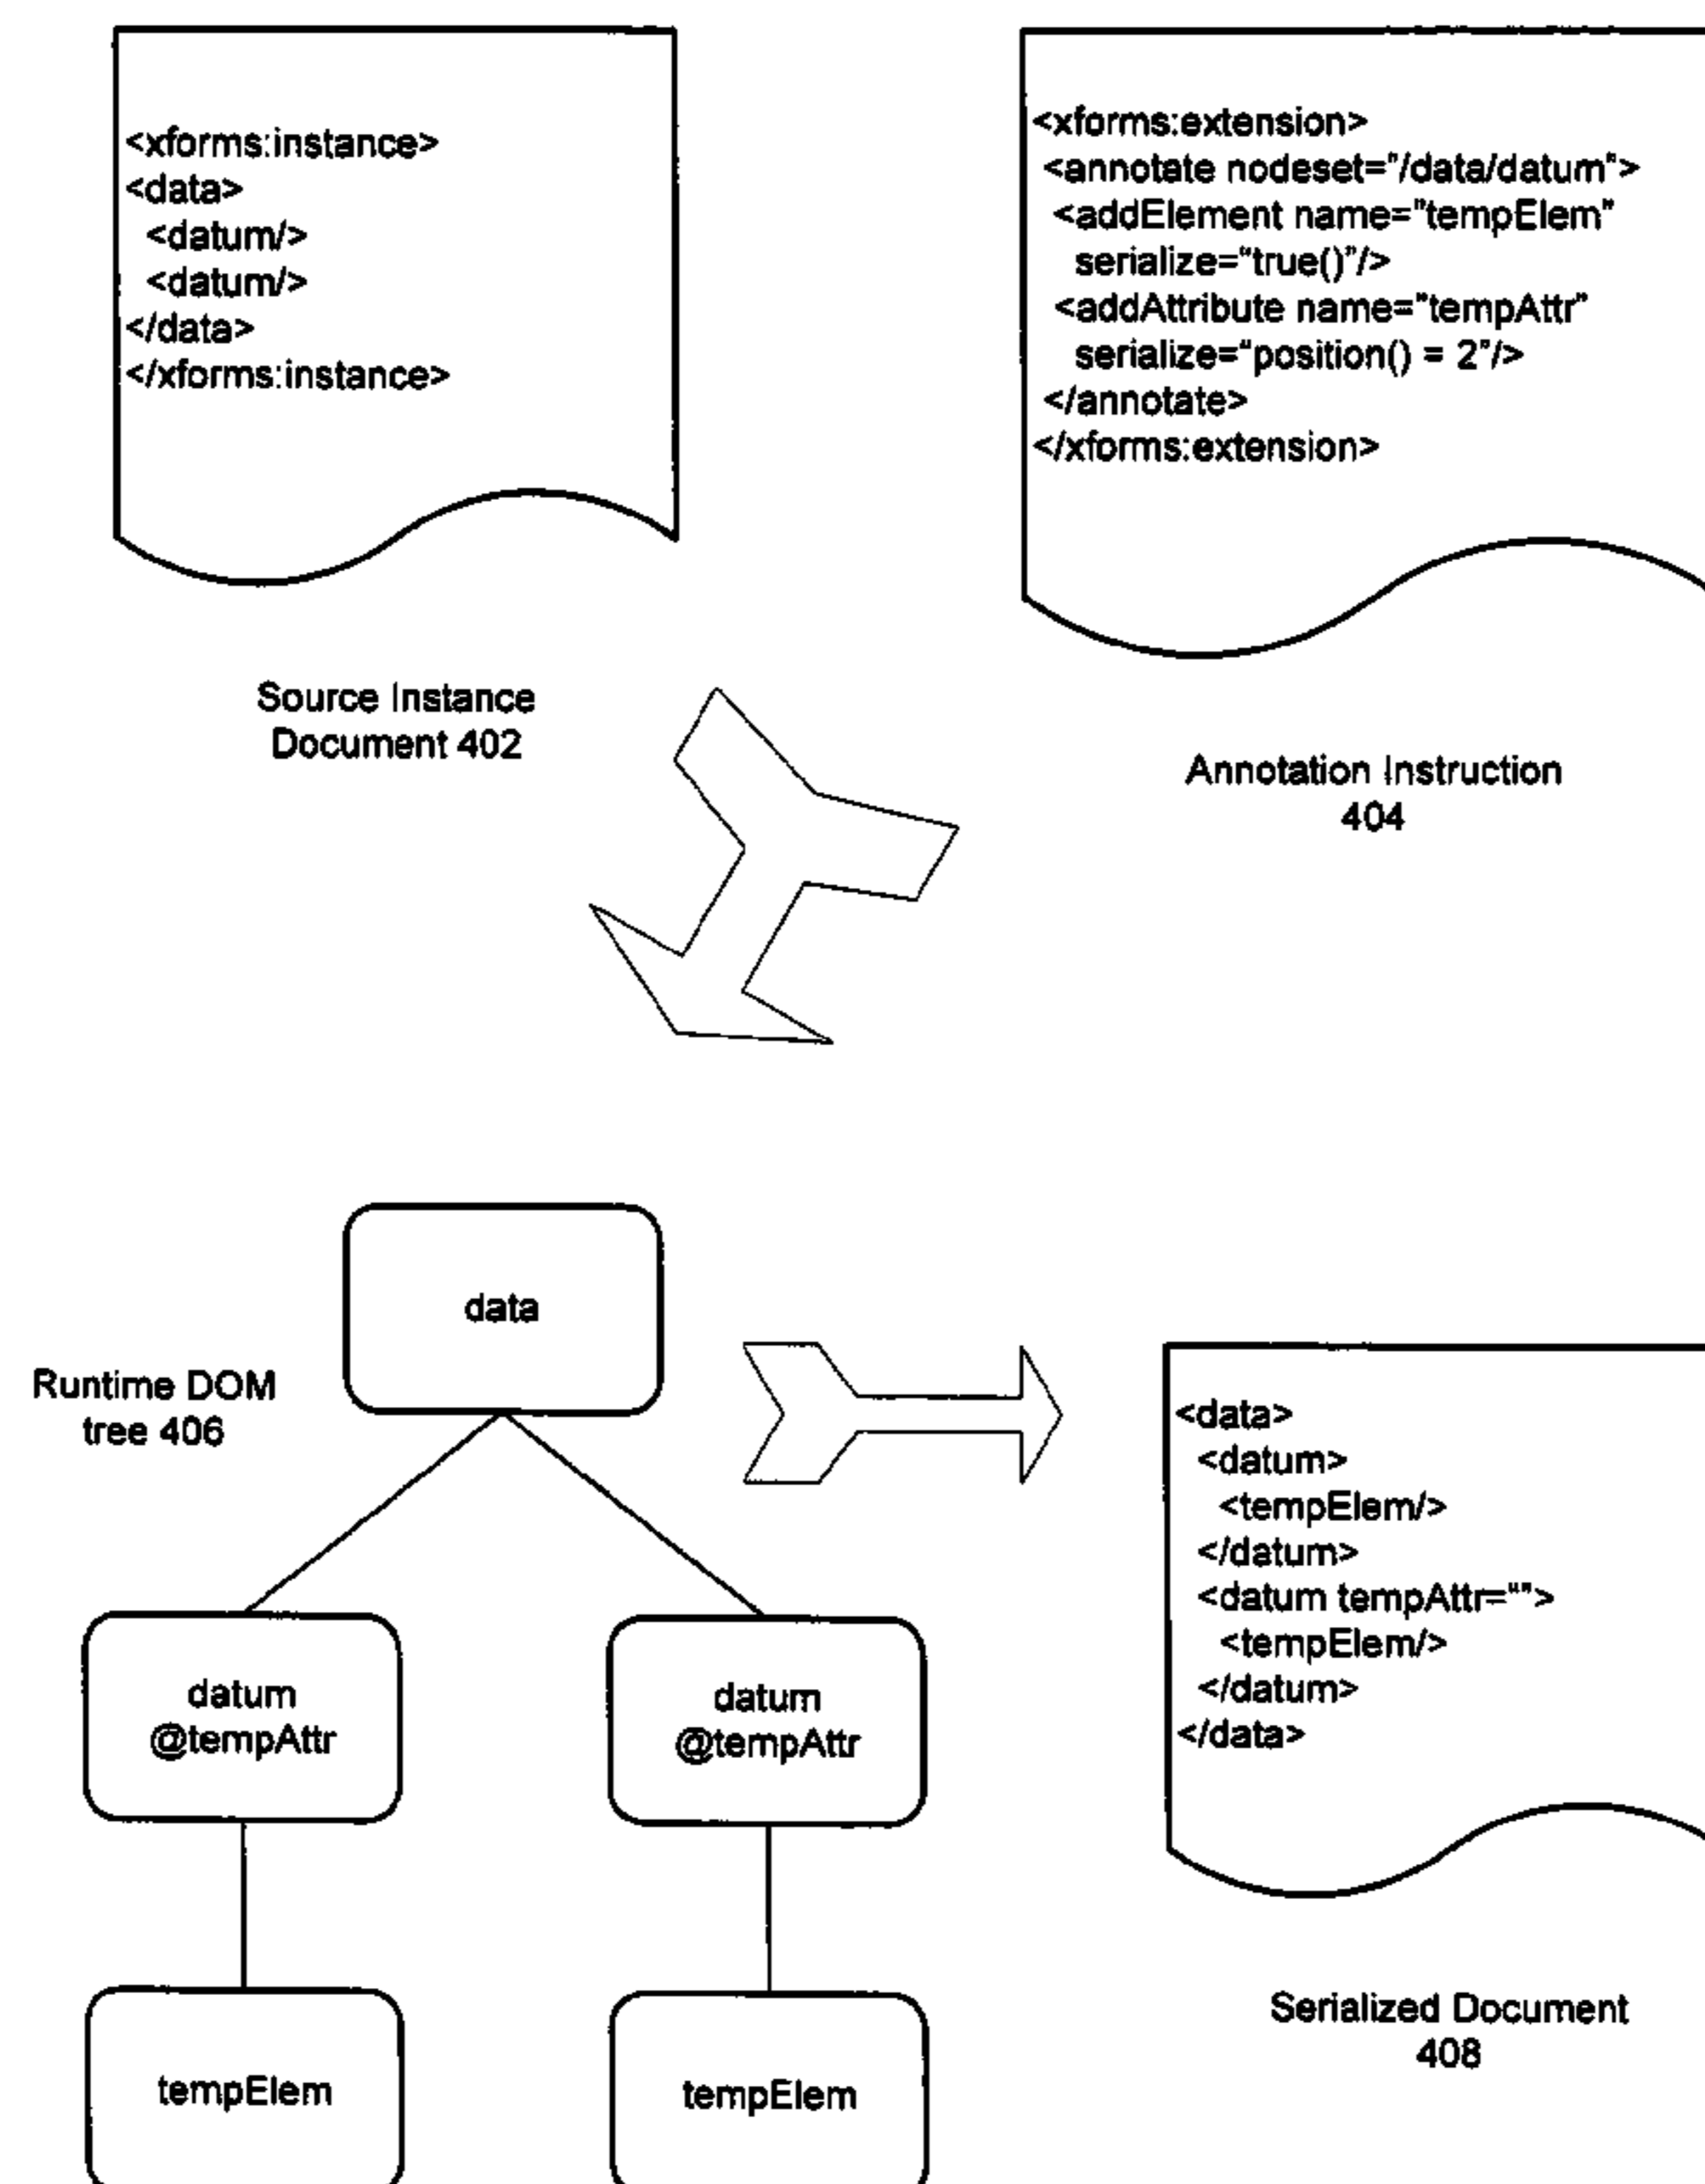 <xforms:instance>
<data>
<datum/>
<datum/>
</data>
</xforms:instance>
Source Instance
Document 402
<xforms:extension>
<annotate nodeset="/data/datum">
<addElement name="tempElem"
serialize="true()"/>
<addAttribute name="tempAttr"
serialize="position() = 2"/>
</annotate>
</xforms:extension>
Annotation Instruction
404
Runtime DOM
tree 406
data
datum
@tempAttr
datum
@tempAttr
tempElem
tempElem
<data>
<datum>
<tempElem/>
</datum>
<datum tempAttr="">
<tempElem/>
</datum>
</data>
Serialized Document
408